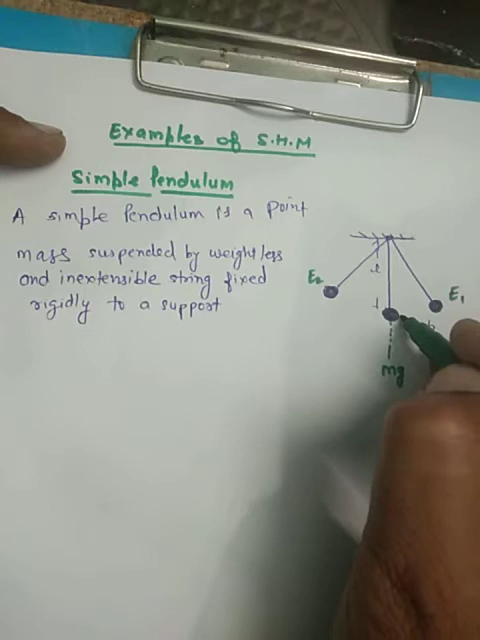 Examples of S.H.M
Simple Pendulum
A simple Pendulum is a point
mass suspended by weightless
and inextensible string fixed
rigidly to a support
E₂
l
E₁
mg